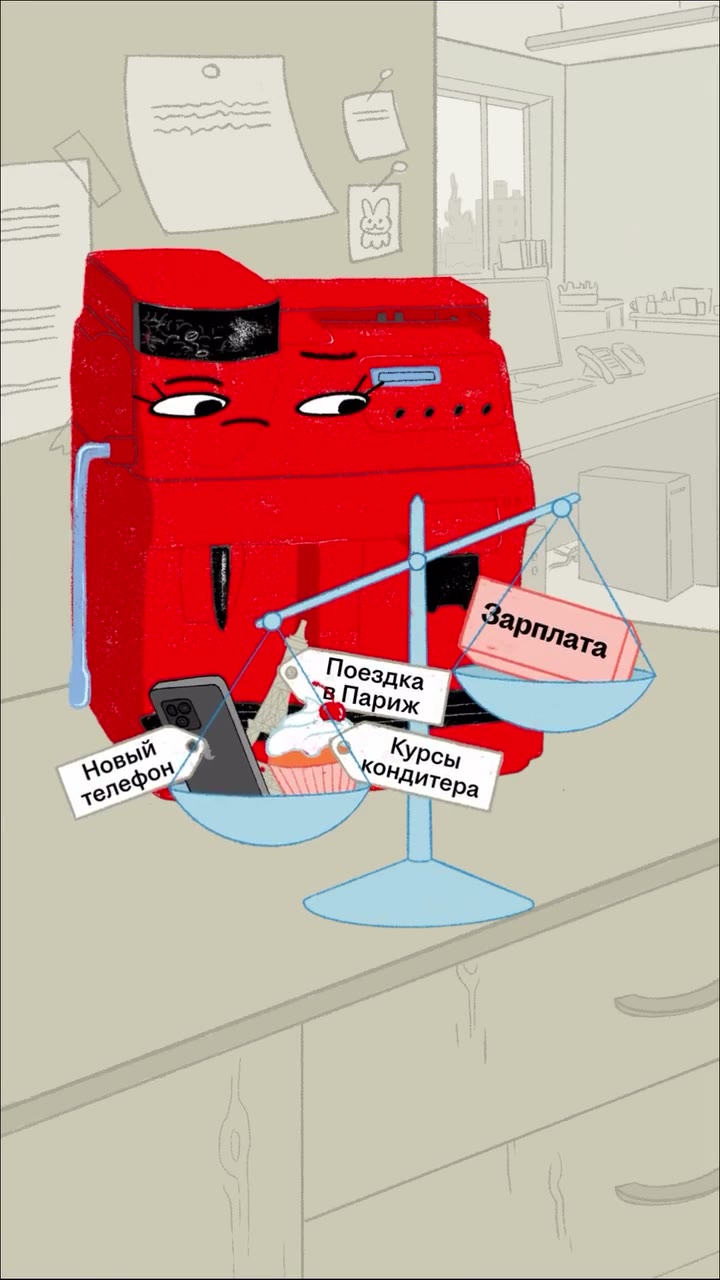 Зарплата
Поездка
в Париж
Новый
телефон
Курсы
кондитера